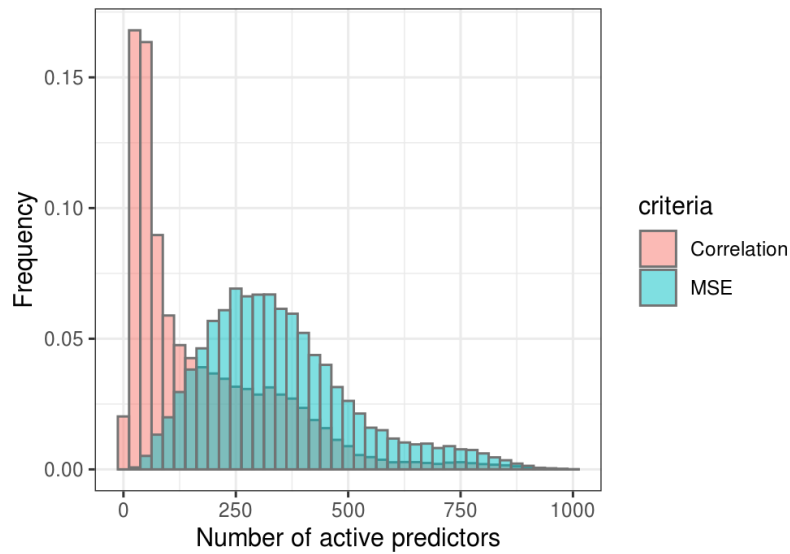 0.15
0.10
0.05
0.00
Frequency
0
250
500
750
1000
Number of active predictors
criteria
Correlation
MSE